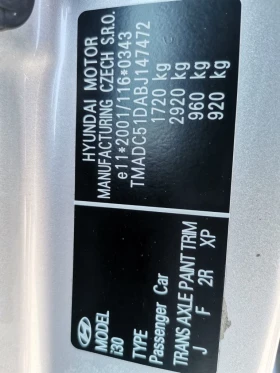 HYUNDAI MOTOR
MANUFACTURING CZECH S.R.O.
e11*2001/116*0343
TMADC51DABJ147472
1720 kg
2920 kg
960 kg
920 kg
MODEL
i30
TYPE
Passenger Car
TRANS AXLE PAINT TRIM
J F 2R XP